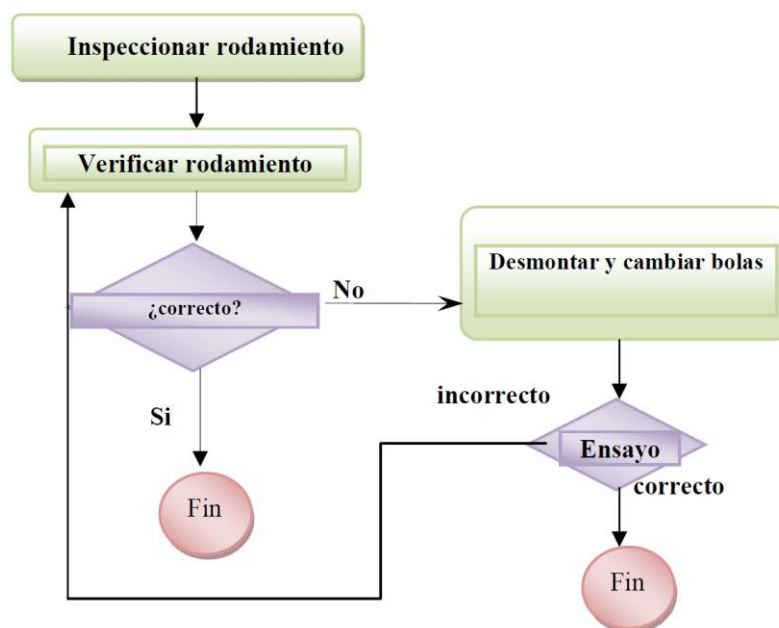 Inspeccionar rodamiento
Verificar rodamiento
¿correcto?
No
Desmontar y cambiar bolas
Si
Fin
incorrecto
Ensayo
correcto
Fin